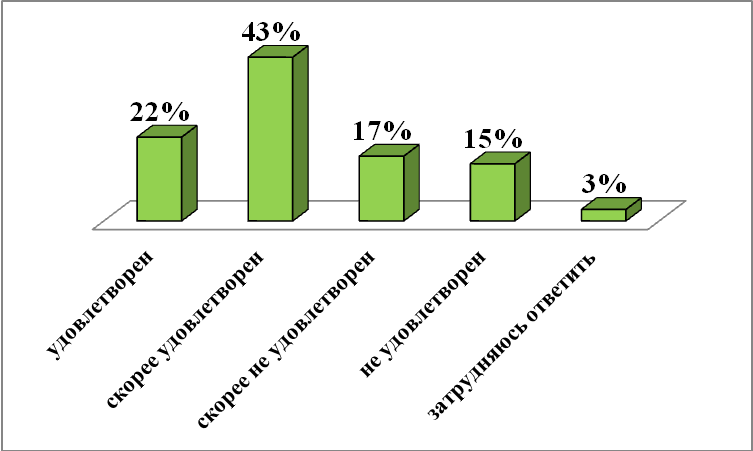 22%
43%
17%
15%
3%
удовлетворен
скорее удовлетворен
скорее не удовлетворен
не удовлетворен
затрудняюсь ответить